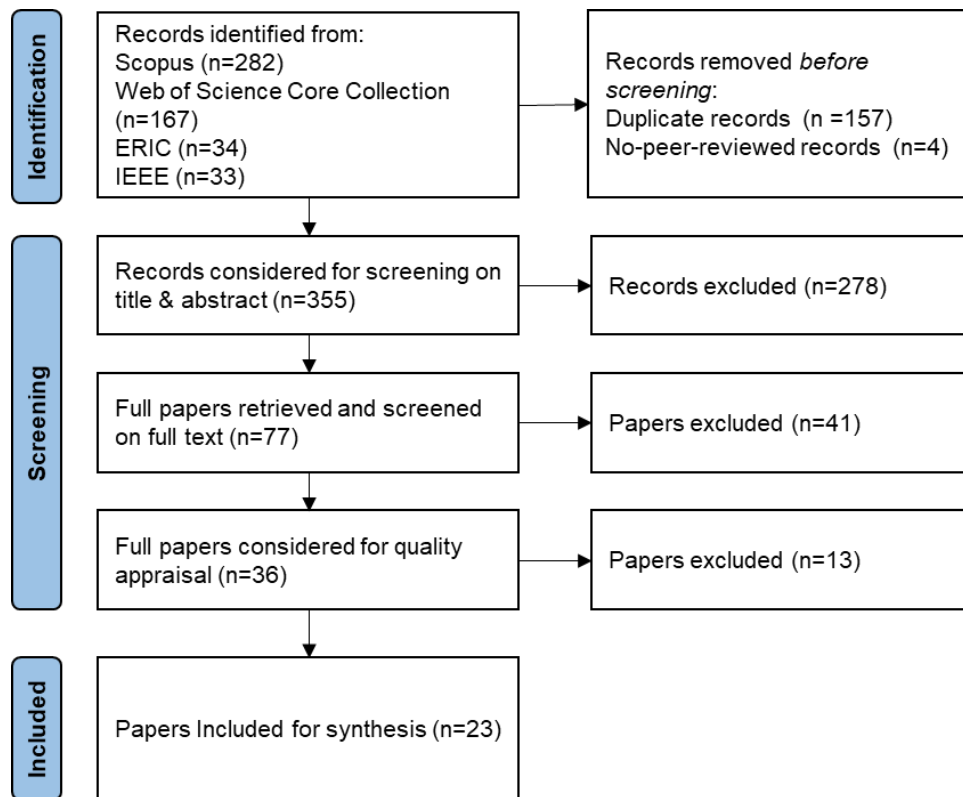 Identification
Records identified from:
Scopus (n=282)
Web of Science Core Collection
(n=167)
ERIC (n=34)
IEEE (n=33)
Records removed before
screening:
Duplicate records (n =157)
No-peer-reviewed records (n=4)
Screening
Records considered for screening on
title & abstract (n=355)
Records excluded (n=278)
Full papers retrieved and screened
on full text (n=77)
Papers excluded (n=41)
Full papers considered for quality
appraisal (n=36)
Papers excluded (n=13)
Included
Papers Included for synthesis (n=23)